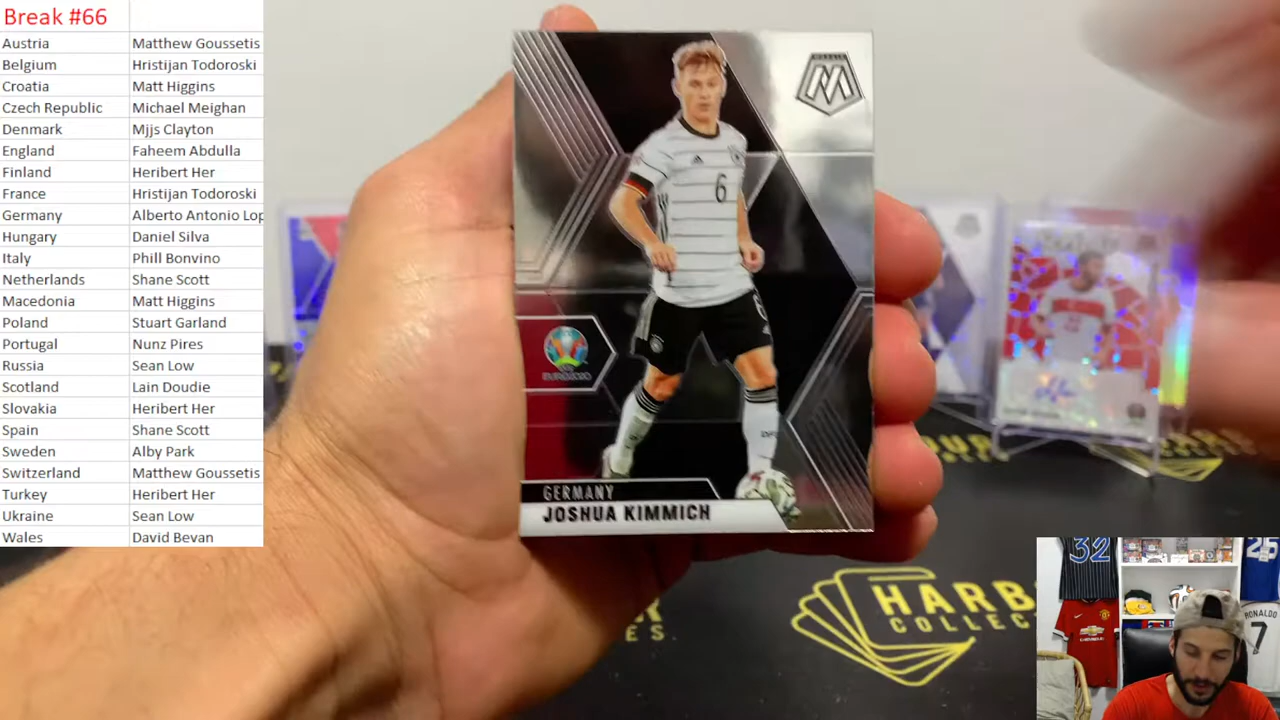 Break #66
Austria Matthew Goussetis
Belgium Hristijan Todoroski
Croatia Matt Higgins
Czech Republic Michael Meighan
Denmark Mjjs Clayton
England Faheem Abdulla
Finland Heribert Her
France Hristijan Todoroski
Germany Alberto Antonio Lop
Hungary Daniel Silva
Italy Phill Bonvino
Netherlands Shane Scott
Macedonia Matt Higgins
Poland Stuart Garland
Portugal Nunz Pires
Russia Sean Low
Scotland Lain Doudie
Slovakia Heribert Her
Spain Shane Scott
Sweden Alby Park
Switzerland Matthew Goussetis
Turkey Heribert Her
Ukraine Sean Low
Wales David Bevan
6
EURO2020
GERMANY
JOSHUA KIMMICH
HARB
COLLEC
32
RONALDO
7